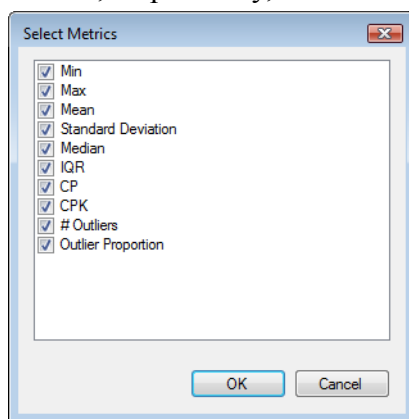 Select Metrics
Min
Max
Mean
Standard Deviation
Median
IQR
CP
CPK
# Outliers
Outlier Proportion
OK Cancel